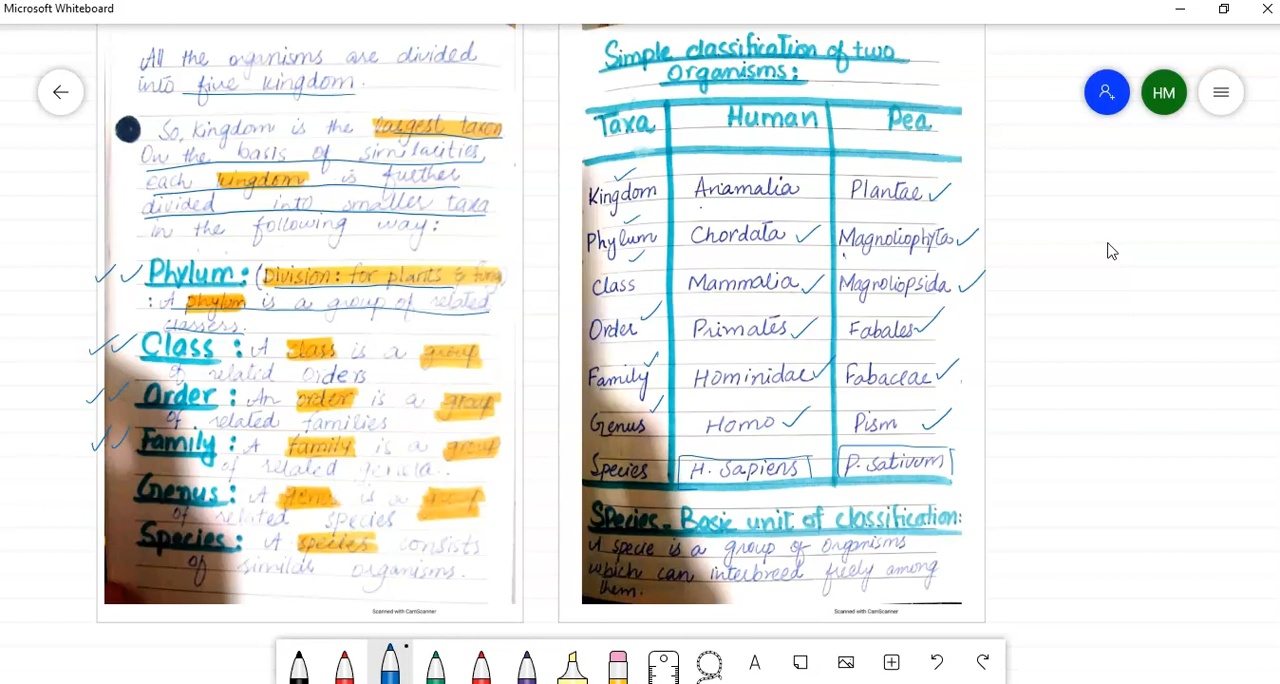 Microsoft Whiteboard
All the organisms are divided
into five kingdom.
So, kingdom is the largest taxon
On the basis of similarities,
each kingdom is further
divided into smaller taxa
in the following way:
Phylum: (Division: for plants & fungi
: A phylum is a group of related
classers.
Class : A class is a group
of related orders
Order : An order is a group
of related families
Family : A family is a group
of related genera.
Genus : A genus is a group
of related species
Species : A species consists
of similar organisms.
Scanned with CamScanner
Simple classification of two
Organisms:
Taxa Human Pea
Kingdom Anamalia Plantae
Phylum Chordata Magnoliophyta
Class Mammalia Magnoliopsida
Order Primates Fabales
Family Hominidae Fabaceae
Genus Homo Pism
Species H. Sapiens P. sativum
Species - Basic unit of classification:
A specie is a group of organisms
which can interbreed freely among
them.
Scanned with CamScanner
HM
A